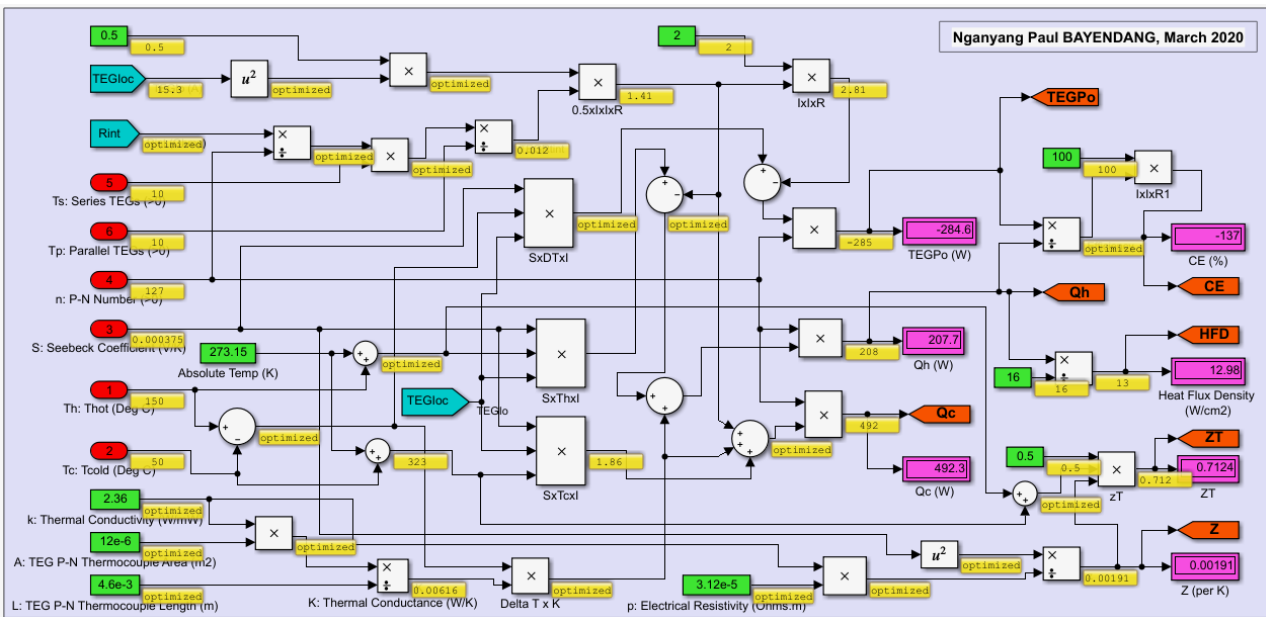 Nganyang Paul BAYENDANG, March 2020
0.5
0.5
2
2
TEGIoc
15.3
u²
optimized
×
optimized
×
1.41
0.5xIxIxR
×
2.81
IxIxR
TEGPo
Rint
optimized
×
÷
optimized
×
optimized
×
÷
0.012
100
100
×
IxIxR1
5
10
Ts: Series TEGs (>0)
6
10
Tp: Parallel TEGs (>0)
×
SxDTxI
optimized
optimized
×
-285
-284.6
TEGPo (W)
×
÷
optimized
-137
CE (%)
CE
4
127
n: P-N Number (>0)
3
0.000375
S: Seebeck Coefficient (V/K)
273.15
Absolute Temp (K)
optimized
×
SxThxI
×
208
207.7
Qh (W)
Qh
HFD
16
16
×
÷
13
12.98
Heat Flux Density
(W/cm2)
1
150
Th: Thot (Deg C)
TEGIoc
TEGIo
2
50
Tc: Tcold (Deg C)
optimized
323
×
1.86
SxTcxI
optimized
×
492
Qc
492.3
Qc (W)
0.5
0.5
×
zT
0.712
ZT
0.7124
ZT
optimized
2.36
optimized
k: Thermal Conductivity (W/mW)
12e-6
optimized
A: TEG P-N Thermocouple Area (m2)
4.6e-3
optimized
L: TEG P-N Thermocouple Length (m)
×
optimized
×
÷
0.00616
K: Thermal Conductance (W/K)
×
optimized
Delta T x K
3.12e-5
optimized
p: Electrical Resistivity (Ohms.m)
×
optimized
u²
optimized
×
÷
0.00191
Z
0.00191
Z (per K)